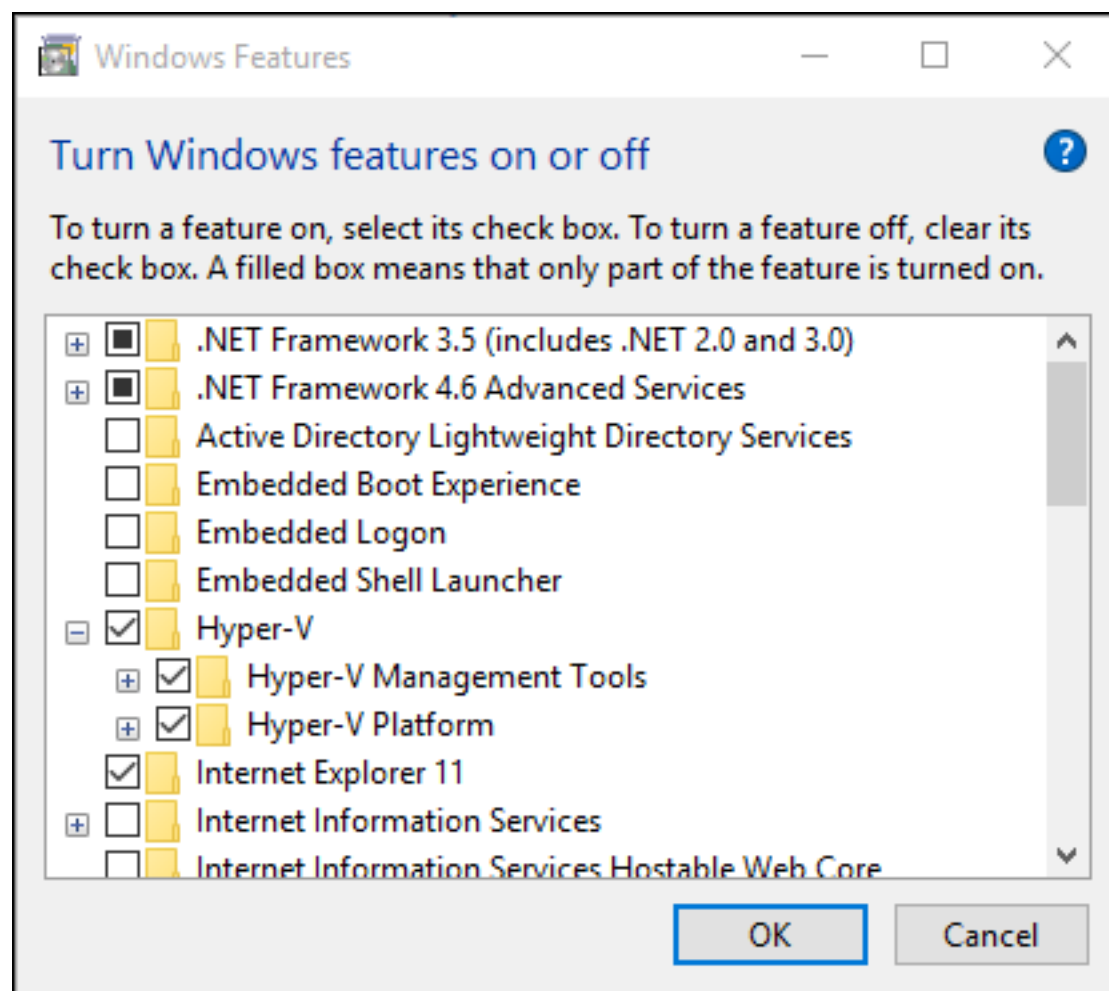 Windows Features
Turn Windows features on or off
?
To turn a feature on, select its check box. To turn a feature off, clear its
check box. A filled box means that only part of the feature is turned on.
.NET Framework 3.5 (includes .NET 2.0 and 3.0)
.NET Framework 4.6 Advanced Services
Active Directory Lightweight Directory Services
Embedded Boot Experience
Embedded Logon
Embedded Shell Launcher
Hyper-V
Hyper-V Management Tools
Hyper-V Platform
Internet Explorer 11
Internet Information Services
Internet Information Services Hostable Web Core
OK
Cancel